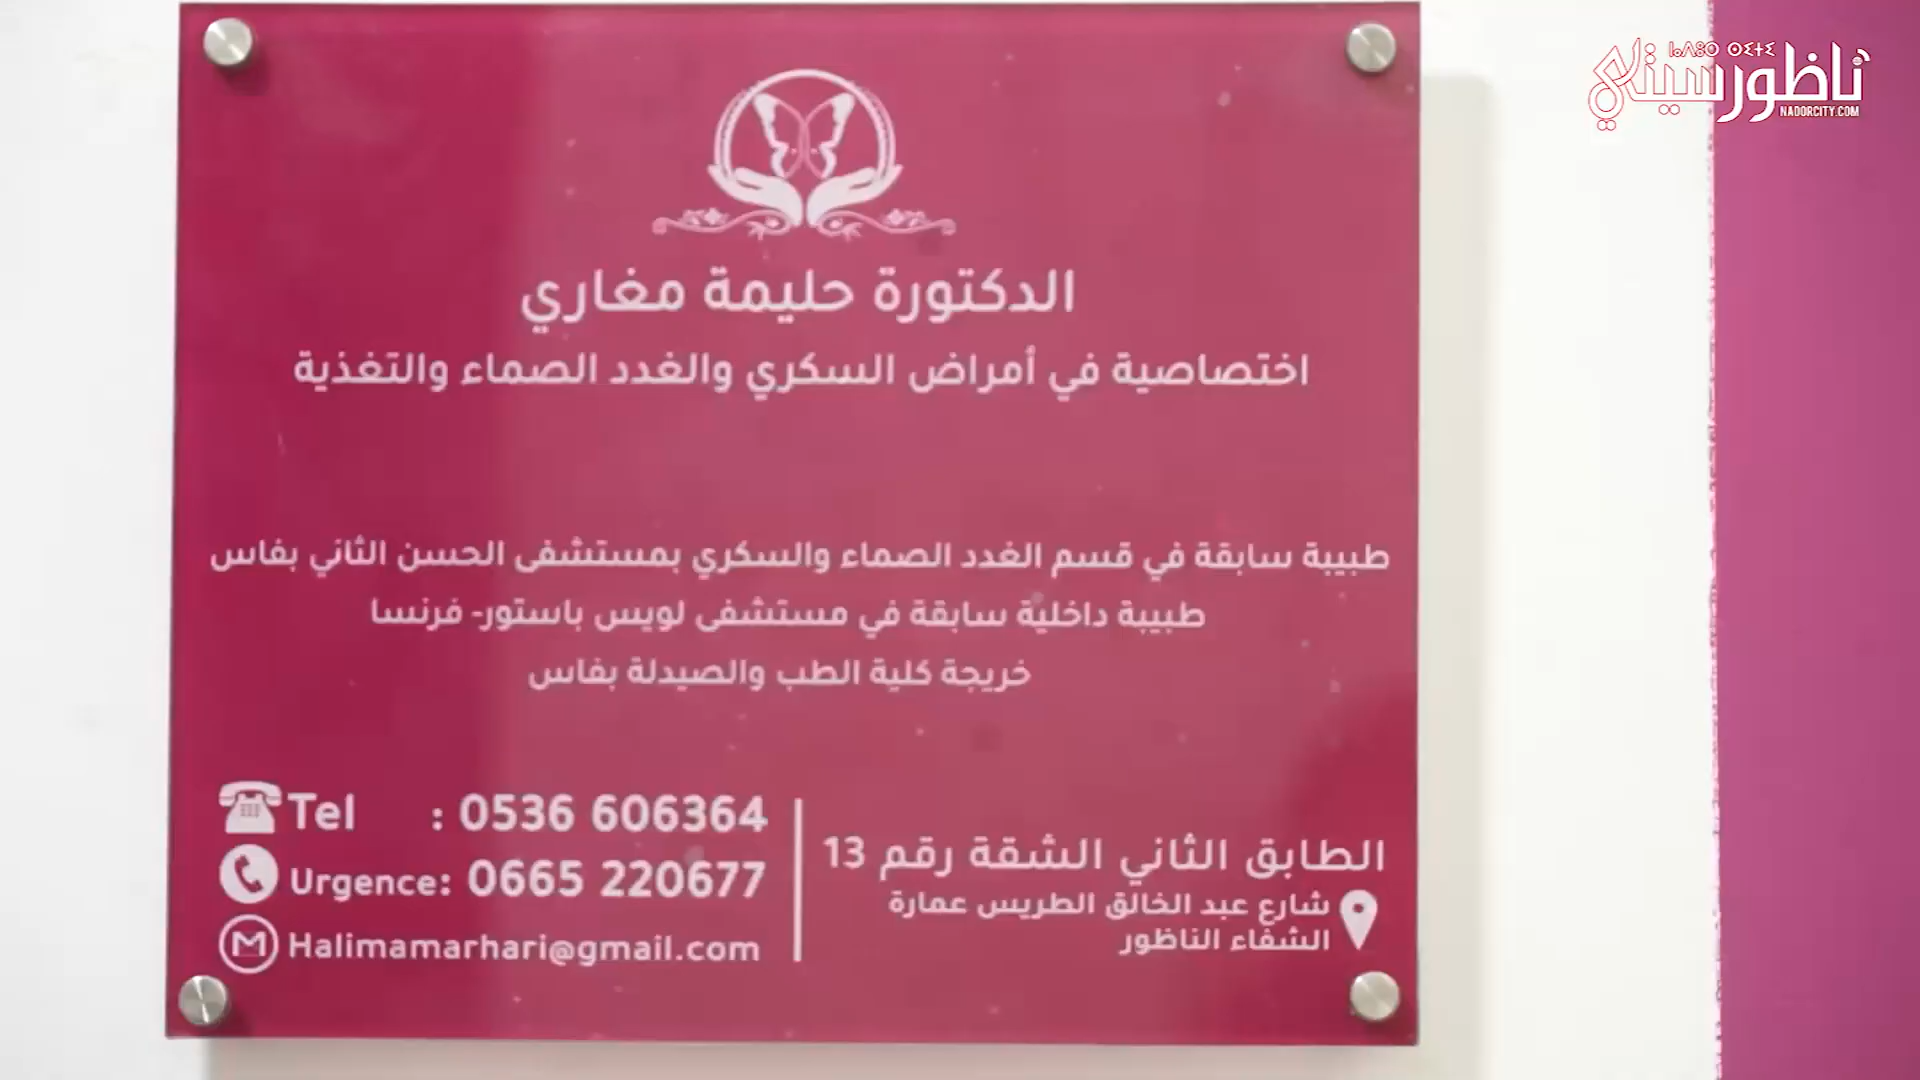 ⵏⴰⴷⵓⵔ ⵙⵉⵜⵉ
ناظورسيتي
NADORCITY.COM
الدكتورة حليمة مغاري
اختصاصية في أمراض السكري والغدد الصماء والتغذية
طبيبة سابقة في قسم الغدد الصماء والسكري بمستشفى الحسن الثاني بفاس
طبيبة داخلية سابقة في مستشفى لويس باستور- فرنسا
خريجة كلية الطب والصيدلة بفاس
Tel : 0536 606364
Urgence: 0665 220677
Halimamarhari@gmail.com
الطابق الثاني الشقة رقم 13
شارع عبد الخالق الطريس عمارة
الشفاء الناظور